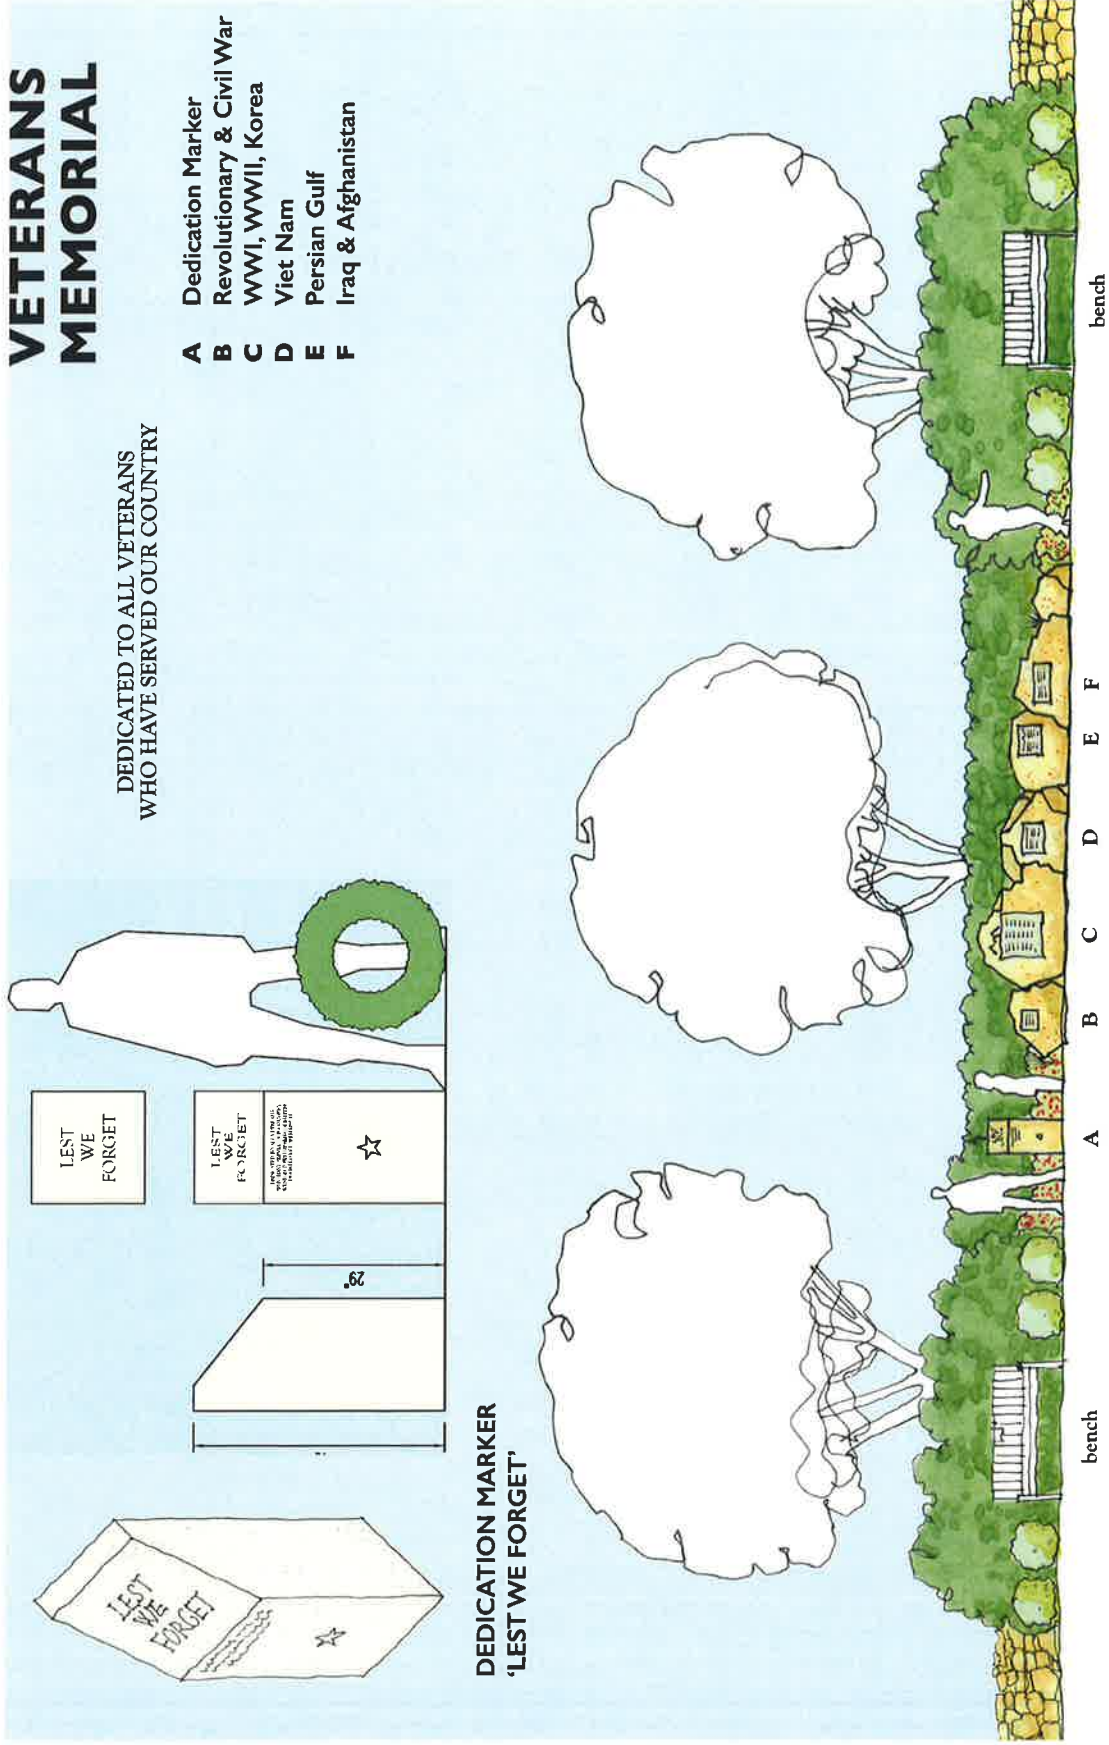 VETERANS
MEMORIAL
A Dedication Marker
B Revolutionary & Civil War
C WWI, WWII, Korea
D Viet Nam
E Persian Gulf
F Iraq & Afghanistan
DEDICATED TO ALL VETERANS
WHO HAVE SERVED OUR COUNTRY
LEST
WE
FORGET
LEST
WE
FORGET
29"
LEST
WE
FORGET
DEDICATION MARKER
'LEST WE FORGET'
bench
A
B
C
D
E
F
bench